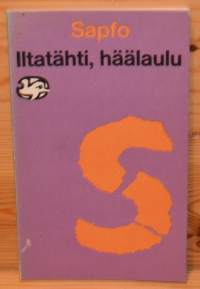 Sapfo
Iltatähti, häälaulu
S